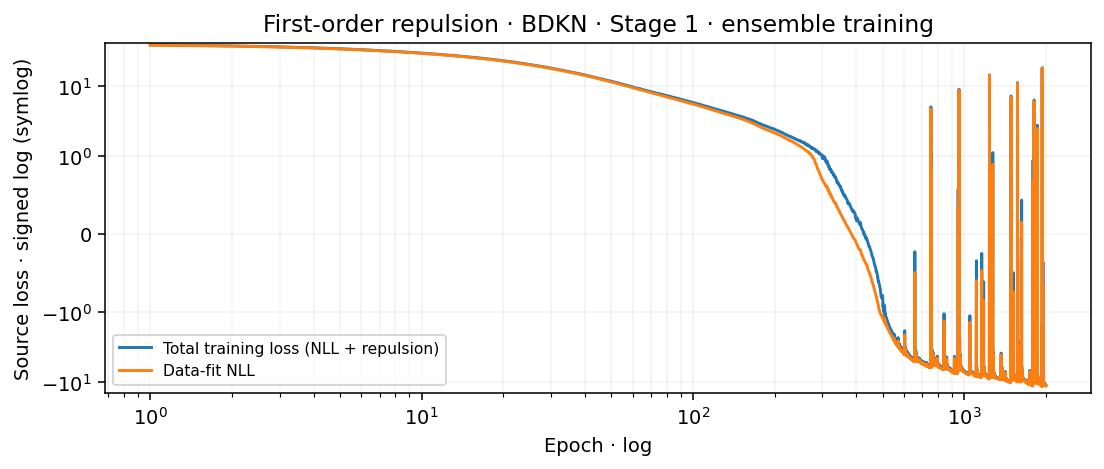 First-order repulsion · BDKN · Stage 1 · ensemble training
Source loss · signed log (symlog)
10¹
10⁰
0
−10⁰
−10¹
Total training loss (NLL + repulsion)
Data-fit NLL
10⁰
10¹
10²
10³
Epoch · log